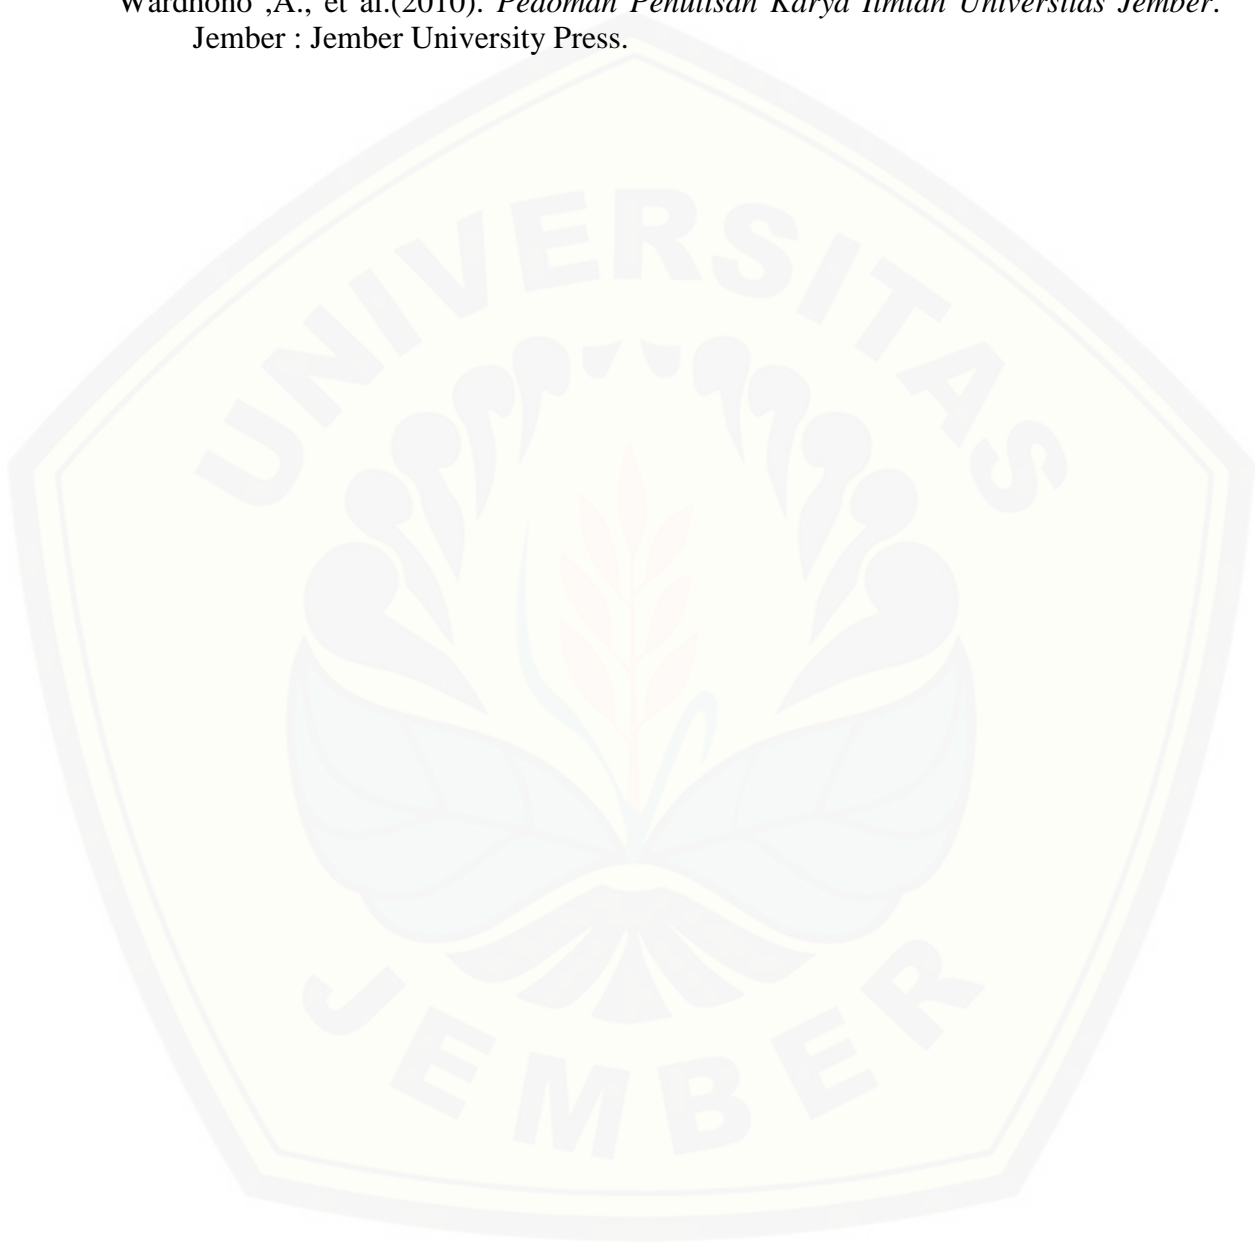 Wardhono ,A., et al.(2010). Pedoman Penulisan Karya Ilmiah Universitas Jember.
Jember : Jember University Press.
UNIVERSITAS
JEMBER